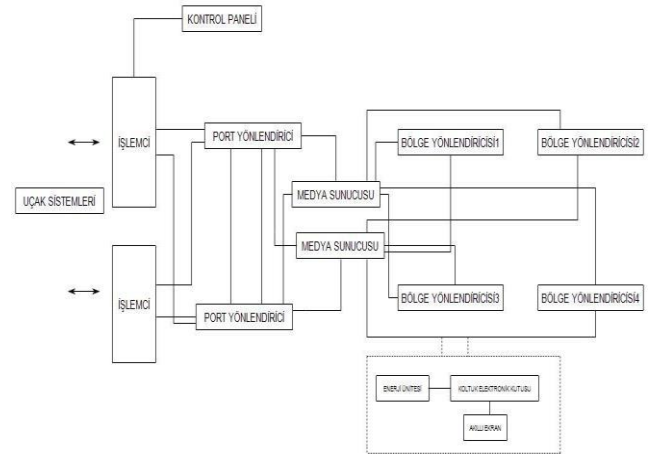 KONTROL PANELİ
İŞLEMCİ
PORT YÖNLENDİRİCİ
BÖLGE YÖNLENDİRİCİSİ1
BÖLGE YÖNLENDİRİCİSİ2
UÇAK SİSTEMLERİ
MEDYA SUNUCUSU
MEDYA SUNUCUSU
İŞLEMCİ
PORT YÖNLENDİRİCİ
BÖLGE YÖNLENDİRİCİSİ3
BÖLGE YÖNLENDİRİCİSİ4
ENERJİ ÜNİTESİ
KOLTUK ELEKTRONİK KUTUSU
AKILLI EKRAN